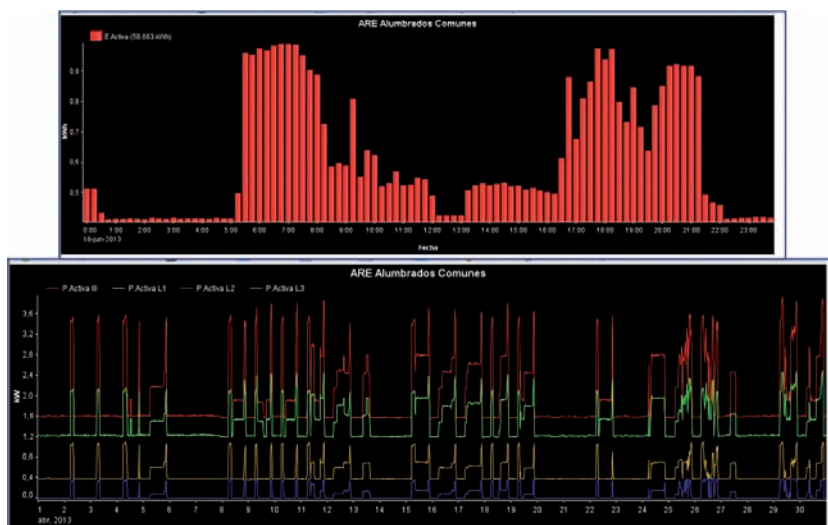 ARE Alumbrados Comunes
E.Activa (58,663 kWh)
0,9
0,8
0,7
0,6
0,5
kWh
0:00 1:00 2:00 3:00 4:00 5:00 6:00 7:00 8:00 9:00 10:00 11:00 12:00 13:00 14:00 15:00 16:00 17:00 18:00 19:00 20:00 21:00 22:00 23:00
18-jun-2013
Fecha
ARE Alumbrados Comunes
P.Activa III P.Activa L1 P.Activa L2 P.Activa L3
3,6
3,2
2,8
2,4
2,0
1,6
1,2
0,8
0,4
0,0
kW
1 2 3 4 5 6 7 8 9 10 11 12 13 14 15 16 17 18 19 20 21 22 23 24 25 26 27 28 29 30
abr. 2013